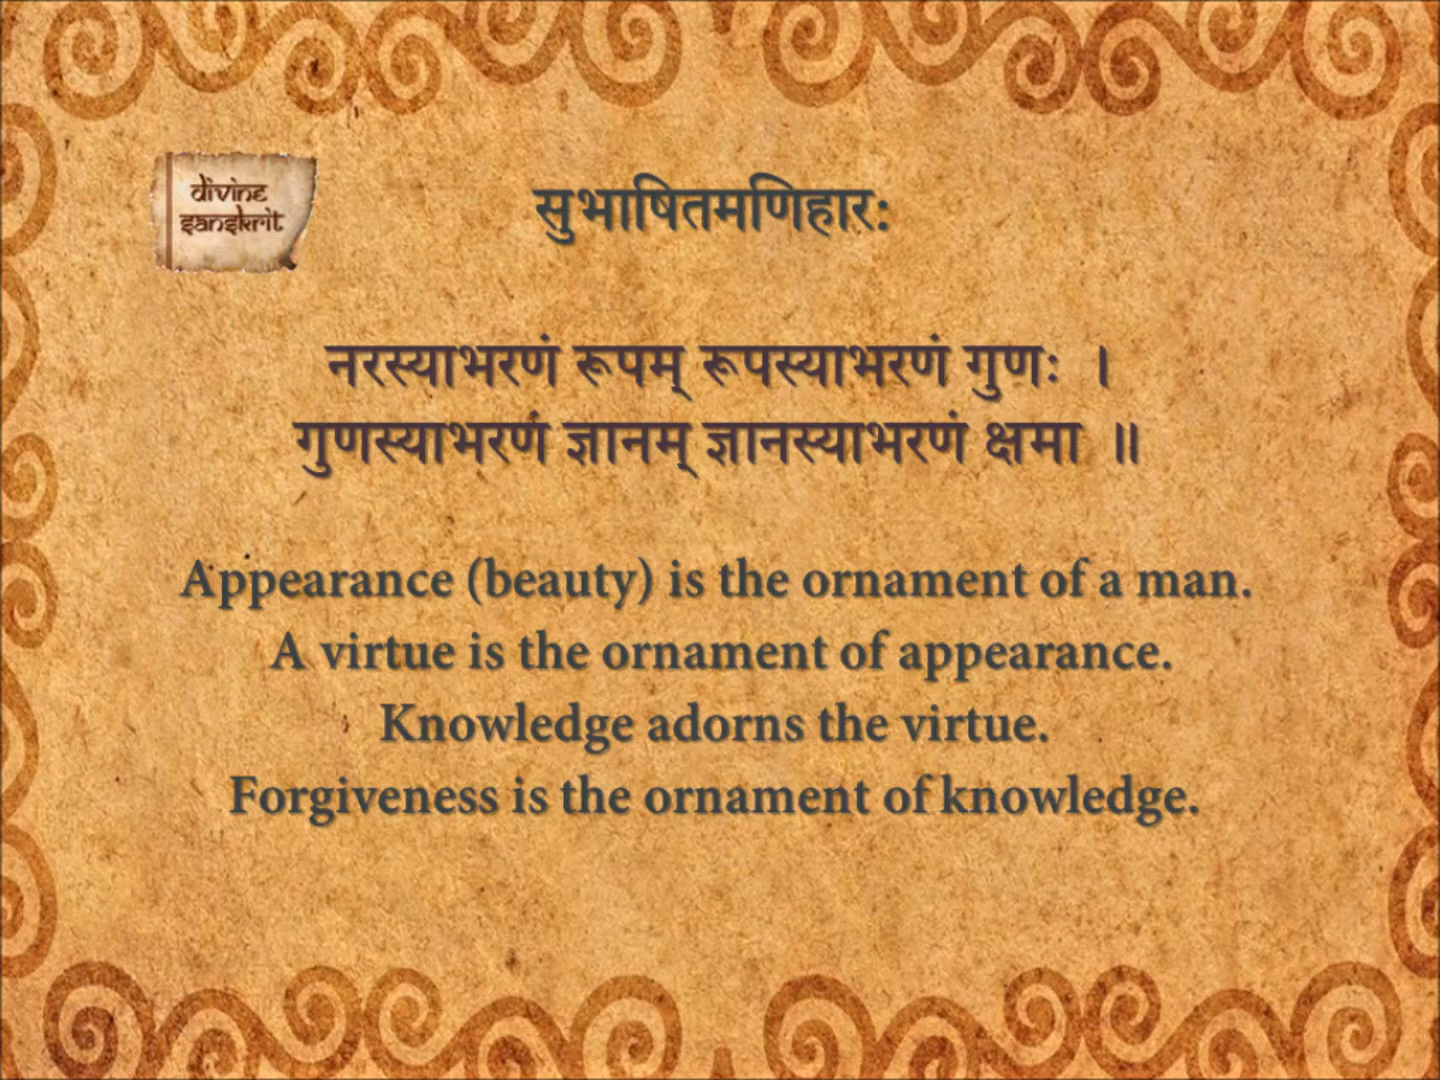 divine
sanskrit
सुभाषितमणिहार:
नरस्याभरणं रूपम् रूपस्याभरणं गुणः ।
गुणस्याभरणं ज्ञानम् ज्ञानस्याभरणं क्षमा ॥
Appearance (beauty) is the ornament of a man.
A virtue is the ornament of appearance.
Knowledge adorns the virtue.
Forgiveness is the ornament of knowledge.